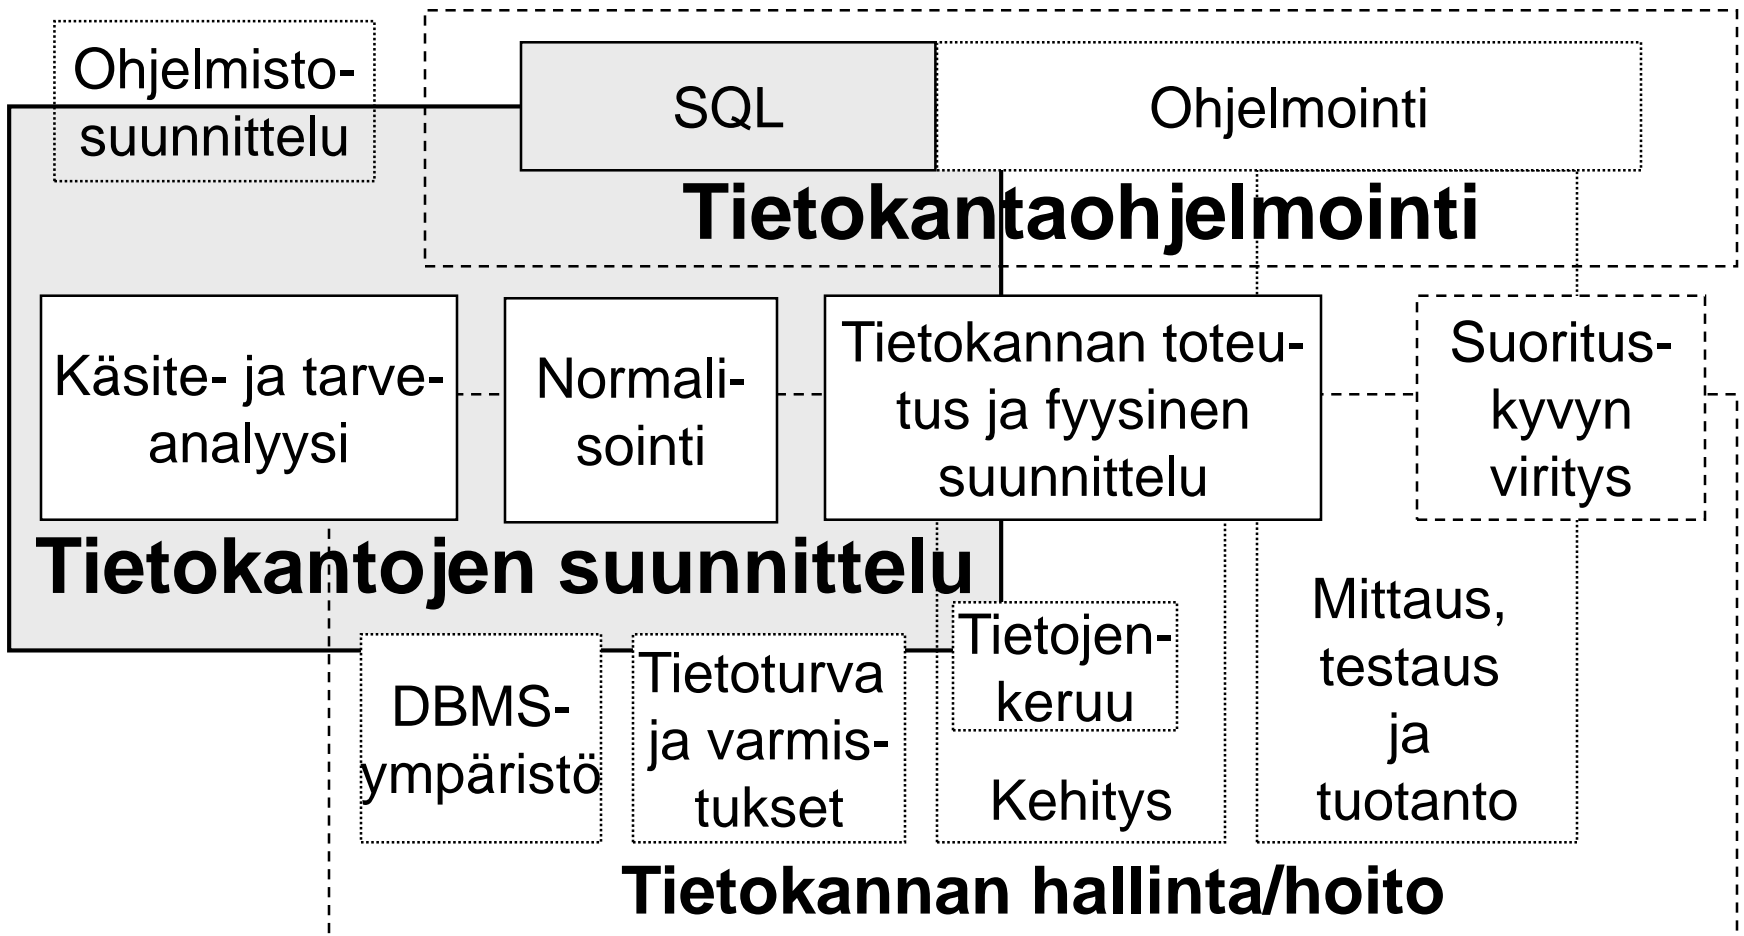 Ohjelmisto-
suunnittelu
SQL
Ohjelmointi
Tietokantaohjelmointi
Käsite- ja tarve-
analyysi
Normali-
sointi
Tietokannan toteu-
tus ja fyysinen
suunnittelu
Suoritus-
kyvyn
viritys
Tietokantojen suunnittelu
DBMS-
ympäristö
Tietoturva
ja varmis-
tukset
Tietojen-
keruu
Kehitys
Mittaus,
testaus
ja
tuotanto
Tietokannan hallinta/hoito